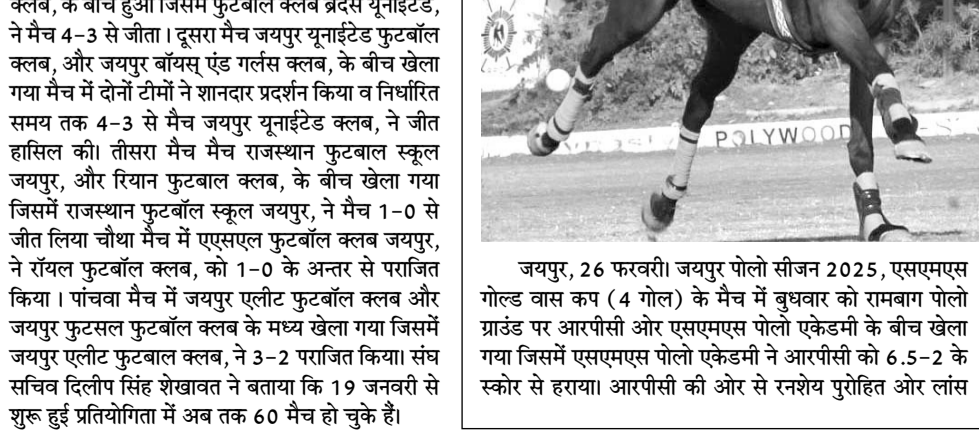 क्लब, के बीच हुआ जिसमें फुटबॉल क्लब ब्रदर्स यूनाइटेड,
ने मैच 4-3 से जीता। दूसरा मैच जयपुर यूनाईटेड फुटबॉल
क्लब, और जयपुर बॉयस् एंड गर्लस क्लब, के बीच खेला
गया मैच में दोनों टीमों ने शानदार प्रदर्शन किया व निर्धारित
समय तक 4-3 से मैच जयपुर यूनाईटेड क्लब, ने जीत
हासिल की। तीसरा मैच मैच राजस्थान फुटबाल स्कूल
जयपुर, और रियान फुटबाल क्लब, के बीच खेला गया
जिसमें राजस्थान फुटबॉल स्कूल जयपुर, ने मैच 1-0 से
जीत लिया चौथा मैच में एएसएल फुटबॉल क्लब जयपुर,
ने रॉयल फुटबॉल क्लब, को 1-0 के अन्तर से पराजित
किया । पांचवा मैच में जयपुर एलीट फुटबॉल क्लब और
जयपुर फुटसल फुटबॉल क्लब के मध्य खेला गया जिसमें
जयपुर एलीट फुटबाल क्लब, ने 3-2 पराजित किया। संघ
सचिव दिलीप सिंह शेखावत ने बताया कि 19 जनवरी से
शुरू हुई प्रतियोगिता में अब तक 60 मैच हो चुके हैं।
POLYWOOD
जयपुर, 26 फरवरी। जयपुर पोलो सीजन 2025, एसएमएस
गोल्ड वास कप (4 गोल) के मैच में बुधवार को रामबाग पोलो
ग्राउंड पर आरपीसी ओर एसएमएस पोलो एकेडमी के बीच खेला
गया जिसमें एसएमएस पोलो एकेडमी ने आरपीसी को 6.5-2 के
स्कोर से हराया। आरपीसी की ओर से रनशेय पुरोहित ओर लांस